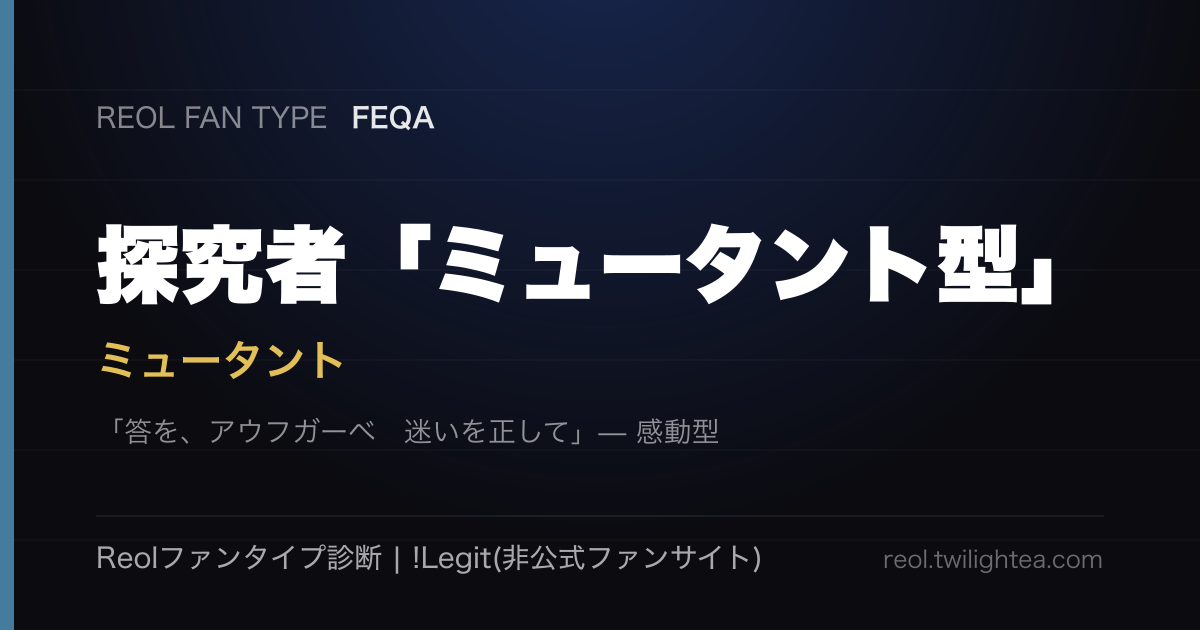 REOL FAN TYPE FEQA
探究者「ミュータント型」
ミュータント
「答を、アウフガーベ　迷いを正して」— 感動型
Reolファンタイプ診断 | !Legit(非公式ファンサイト)
reol.twilightea.com